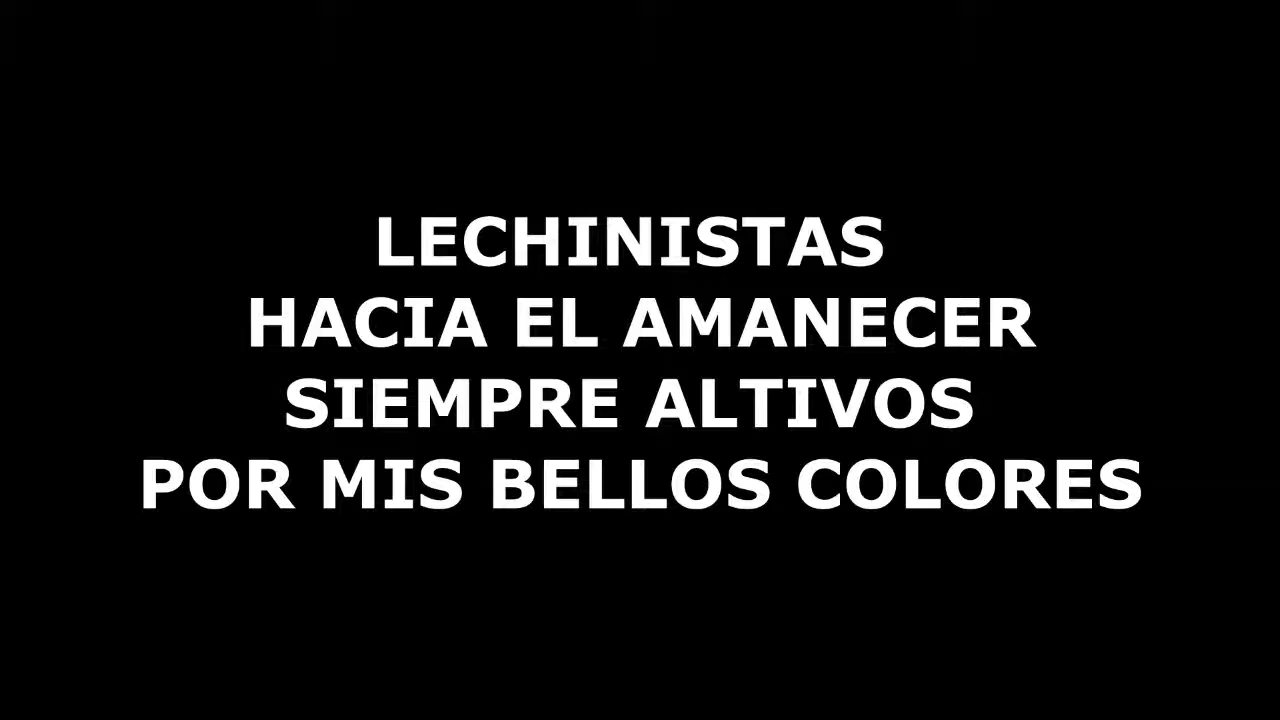 LECHINISTAS
HACIA EL AMANECER
SIEMPRE ALTIVOS
POR MIS BELLOS COLORES